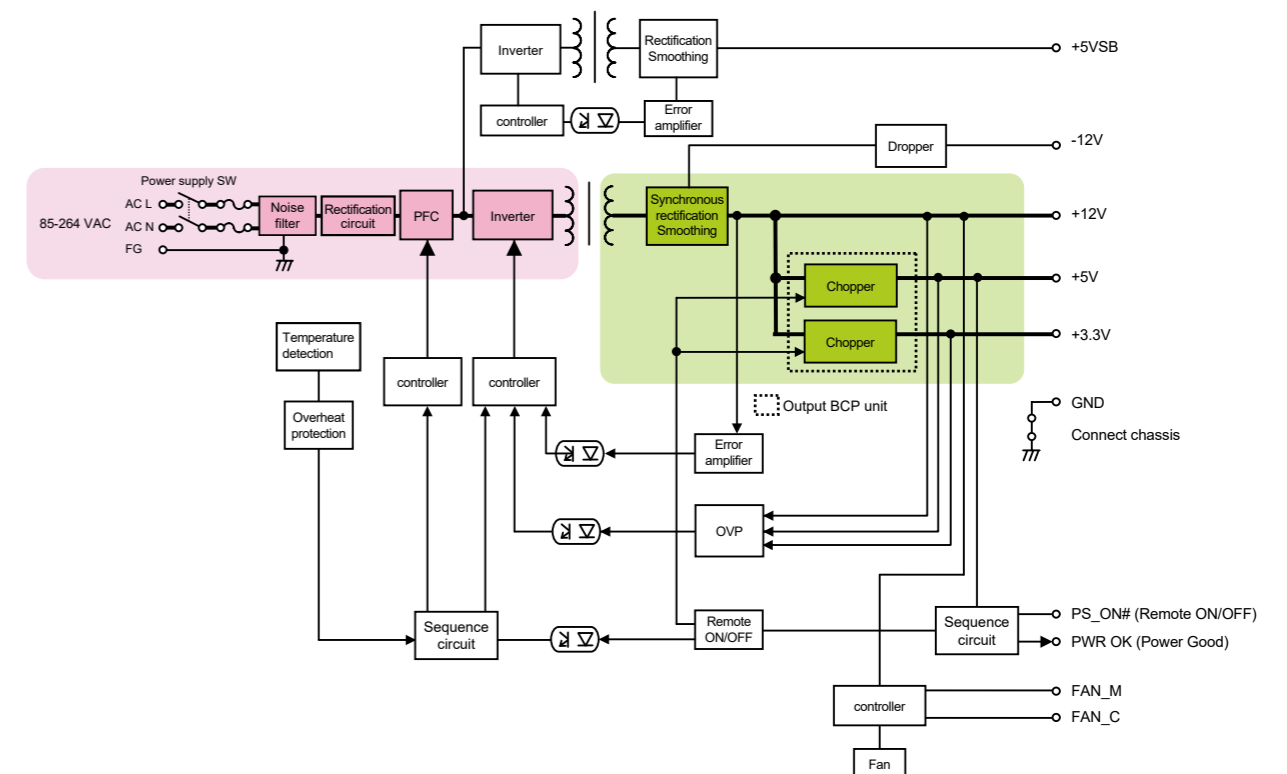 Inverter
Rectification
Smoothing
+5VSB
controller
Error
amplifier
Dropper
-12V
Power supply SW
85-264 VAC
AC L
AC N
FG
Noise
filter
Rectification
circuit
PFC
Inverter
Synchronous
rectification
Smoothing
+12V
Chopper
+5V
Chopper
+3.3V
Temperature
detection
controller
controller
Output BCP unit
GND
Connect chassis
Overheat
protection
Error
amplifier
OVP
Sequence
circuit
Remote
ON/OFF
Sequence
circuit
PS_ON# (Remote ON/OFF)
PWR OK (Power Good)
controller
FAN_M
FAN_C
Fan